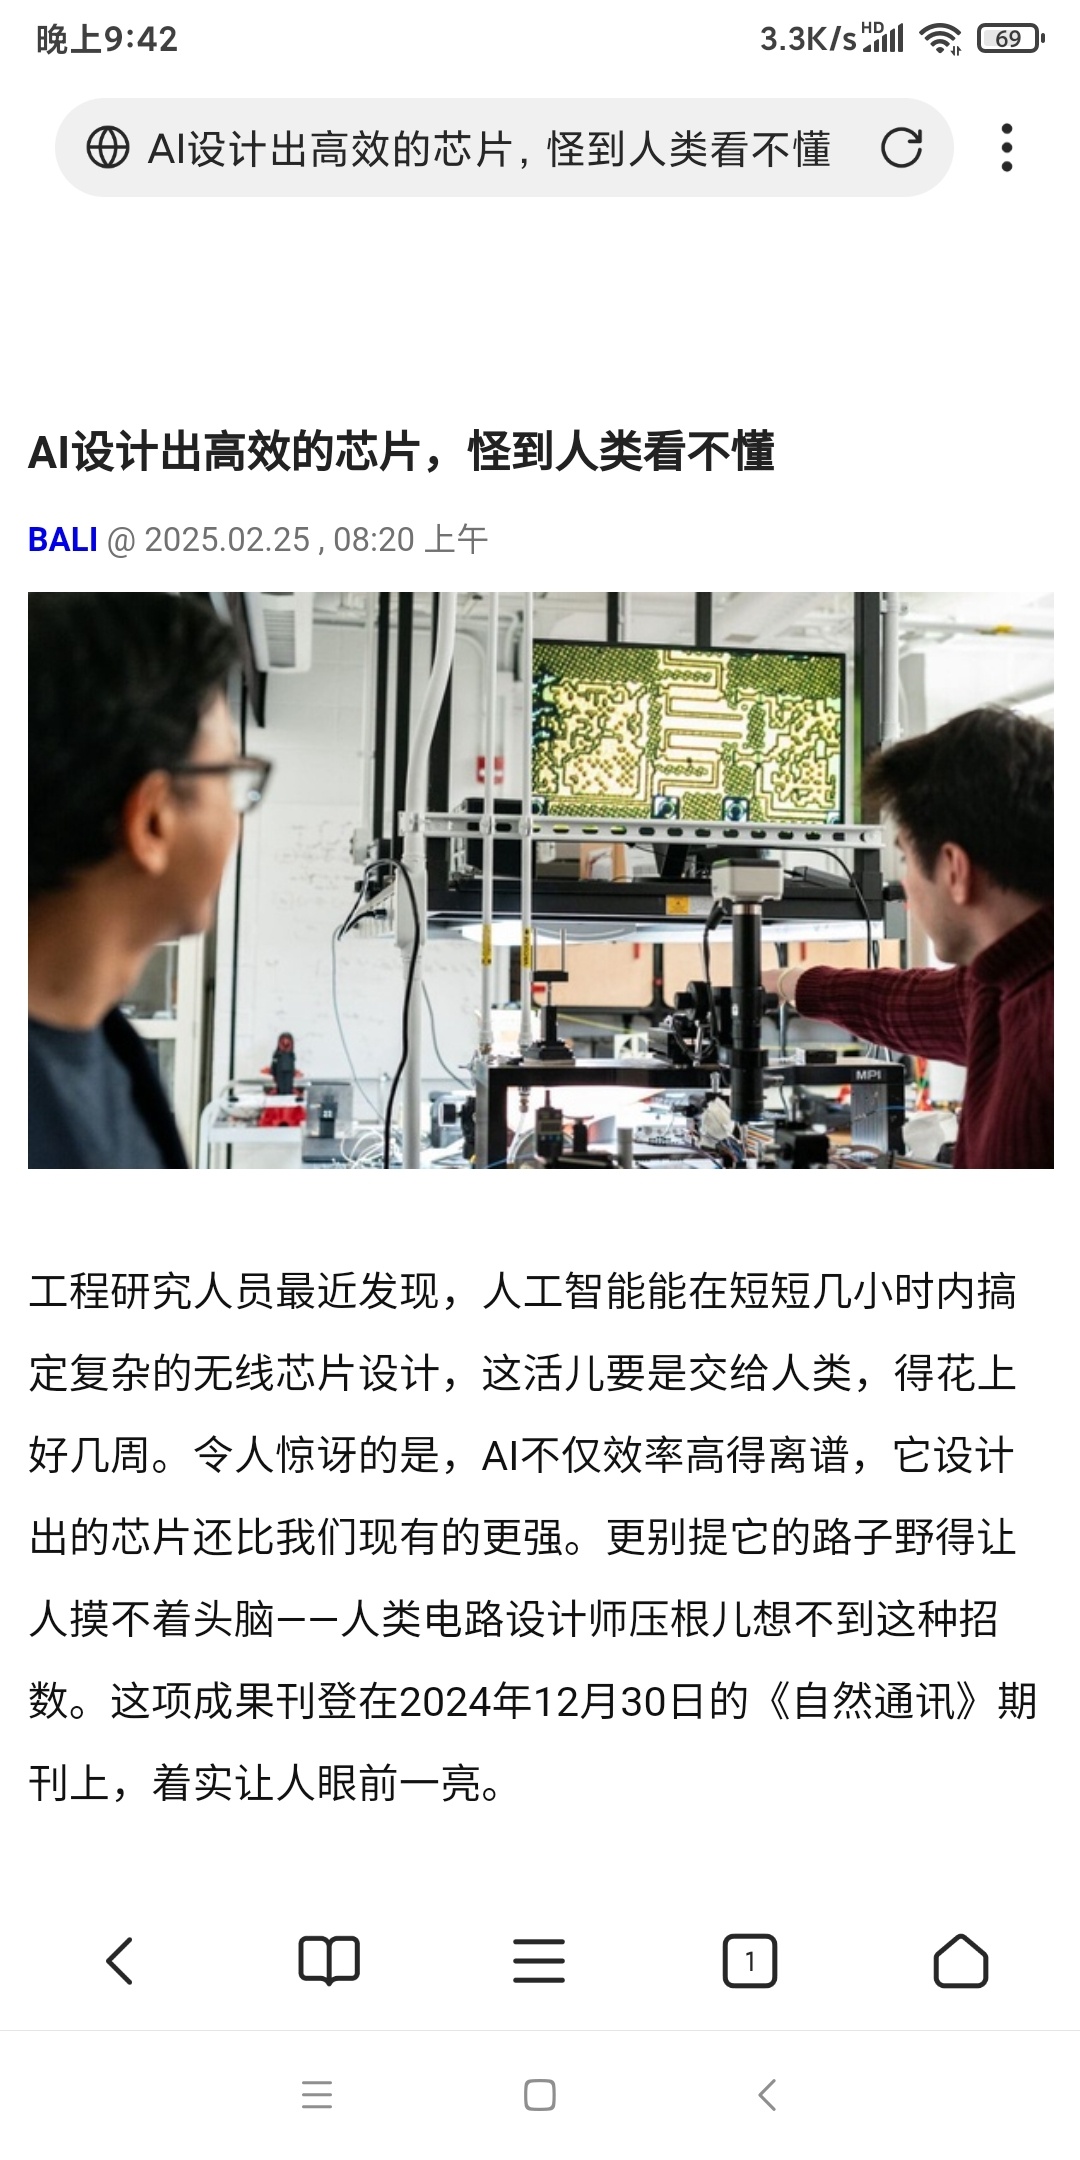 晚上9:42
3.3K/s HD 69
AI设计出高效的芯片, 怪到人类看不懂
AI设计出高效的芯片，怪到人类看不懂
BALI @ 2025.02.25 , 08:20 上午
MPI
工程研究人员最近发现，人工智能能在短短几小时内搞
定复杂的无线芯片设计，这活儿要是交给人类，得花上
好几周。令人惊讶的是，AI不仅效率高得离谱，它设计
出的芯片还比我们现有的更强。更别提它的路子野得让
人摸不着头脑——人类电路设计师压根儿想不到这种招
数。这项成果刊登在2024年12月30日的《自然通讯》期
刊上，着实让人眼前一亮。
1